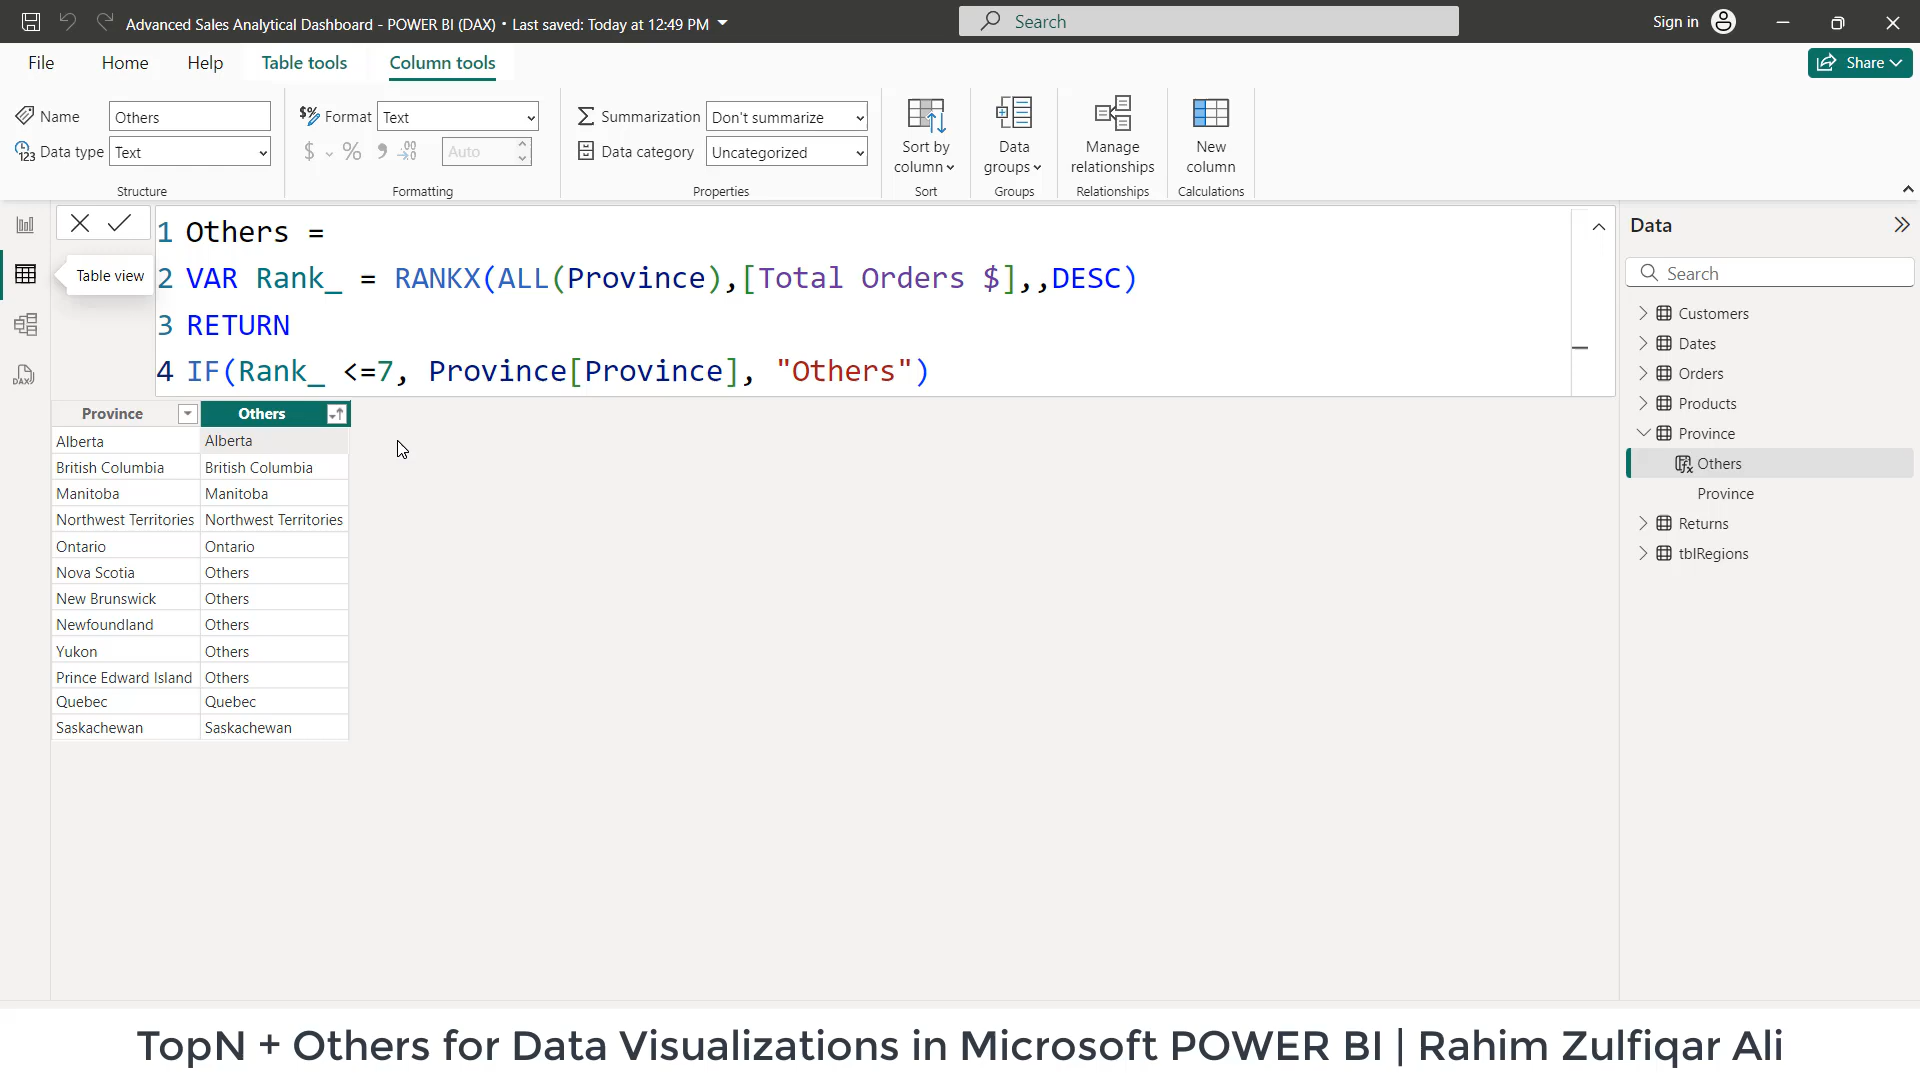 Advanced Sales Analytical Dashboard - POWER BI (DAX) • Last saved: Today at 12:49 PM
Search
Sign in
File Home Help Table tools Column tools
Share
Name Others
Data type Text
Structure
$% Format Text
$ % 9 .00 Auto
Formatting
Σ Summarization Don't summarize
Data category Uncategorized
Properties
Sort by column
Sort
Data groups
Groups
Manage relationships
Relationships
New column
Calculations
Table view
DAX
1 Others =
2 VAR Rank_ = RANKX(ALL(Province),[Total Orders $],,DESC)
3 RETURN
4 IF(Rank_ <=7, Province[Province], "Others")
Province Others
Alberta Alberta
British Columbia British Columbia
Manitoba Manitoba
Northwest Territories Northwest Territories
Ontario Ontario
Nova Scotia Others
New Brunswick Others
Newfoundland Others
Yukon Others
Prince Edward Island Others
Quebec Quebec
Saskachewan Saskachewan
Data
Search
Customers
Dates
Orders
Products
Province
Others
Province
Returns
tblRegions
TopN + Others for Data Visualizations in Microsoft POWER BI | Rahim Zulfiqar Ali